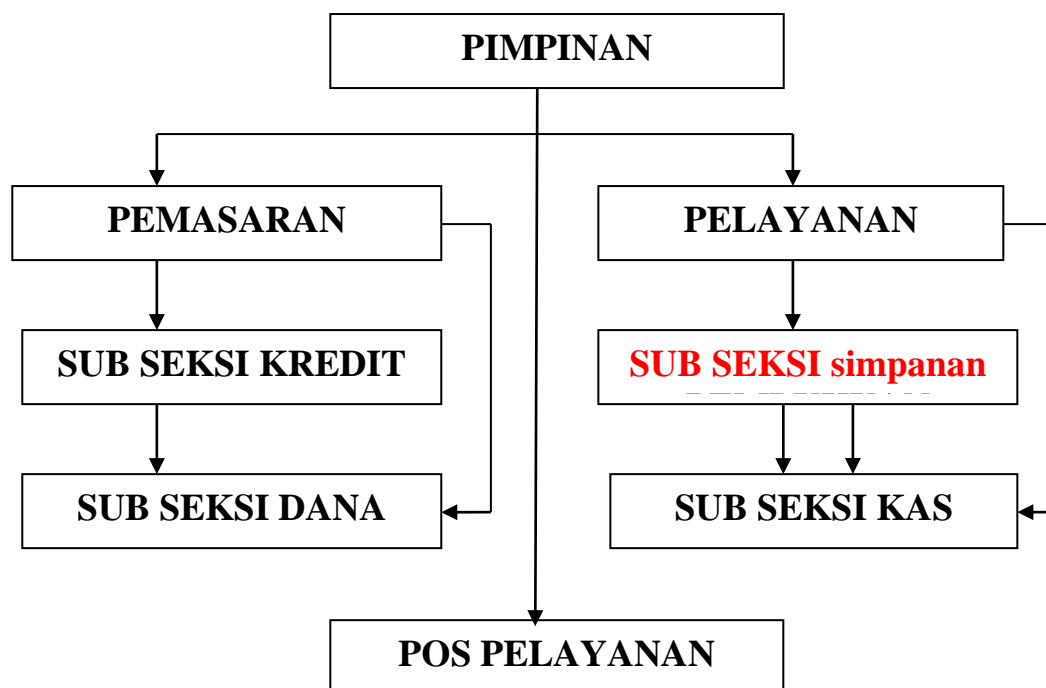 PIMPINAN
PEMASARAN
PELAYANAN
SUB SEKSI KREDIT
SUB SEKSI simpanan
SUB SEKSI DANA
SUB SEKSI KAS
POS PELAYANAN